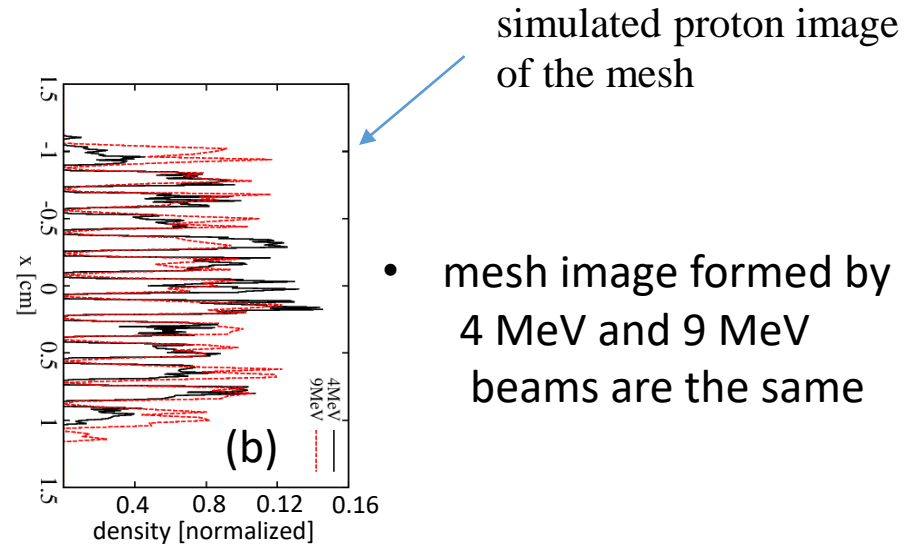 simulated proton image
of the mesh
1.5
-1
-0.5
0
0.5
1
1.5
x [cm]
4MeV
9MeV
(b)
0.4 0.8 0.12 0.16
density [normalized]
• mesh image formed by
4 MeV and 9 MeV
beams are the same